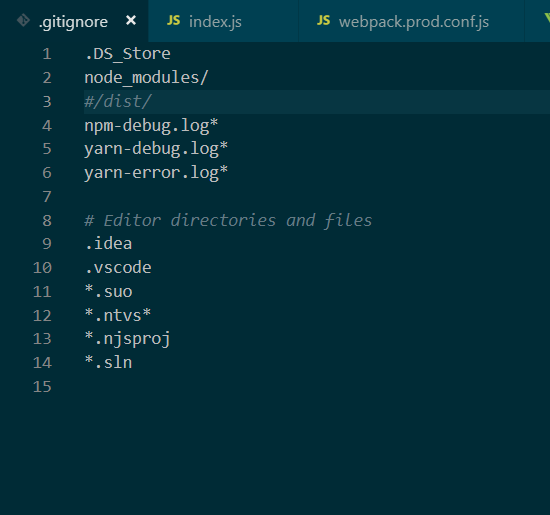 .gitignore × JS index.js JS webpack.prod.conf.js
1 .DS_Store
2 node_modules/
3 #/dist/
4 npm-debug.log*
5 yarn-debug.log*
6 yarn-error.log*
7
8 # Editor directories and files
9 .idea
10 .vscode
11 *.suo
12 *.ntvs*
13 *.njsproj
14 *.sln
15